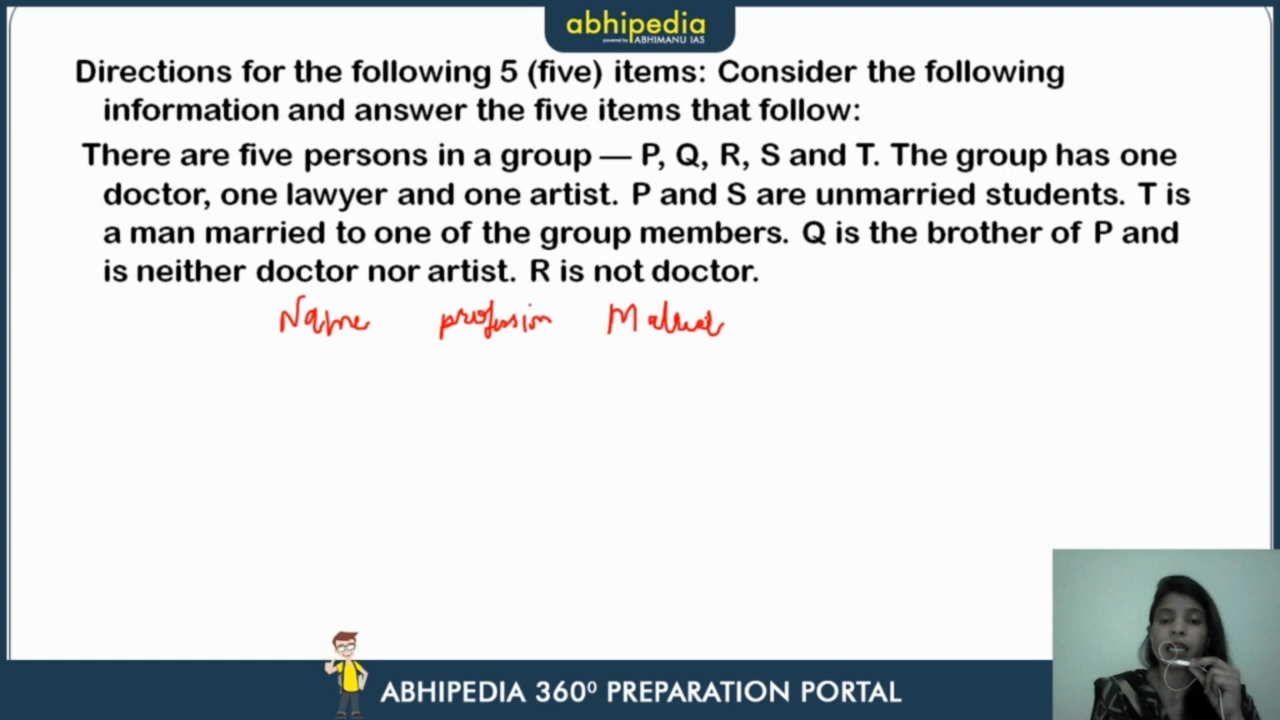 abhipedia
powered by ABHIMANU IAS
Directions for the following 5 (five) items: Consider the following
information and answer the five items that follow:
There are five persons in a group — P, Q, R, S and T. The group has one
doctor, one lawyer and one artist. P and S are unmarried students. T is
a man married to one of the group members. Q is the brother of P and
is neither doctor nor artist. R is not doctor.
Name profession
ABHIPEDIA 360⁰ PREPARATION PORTAL